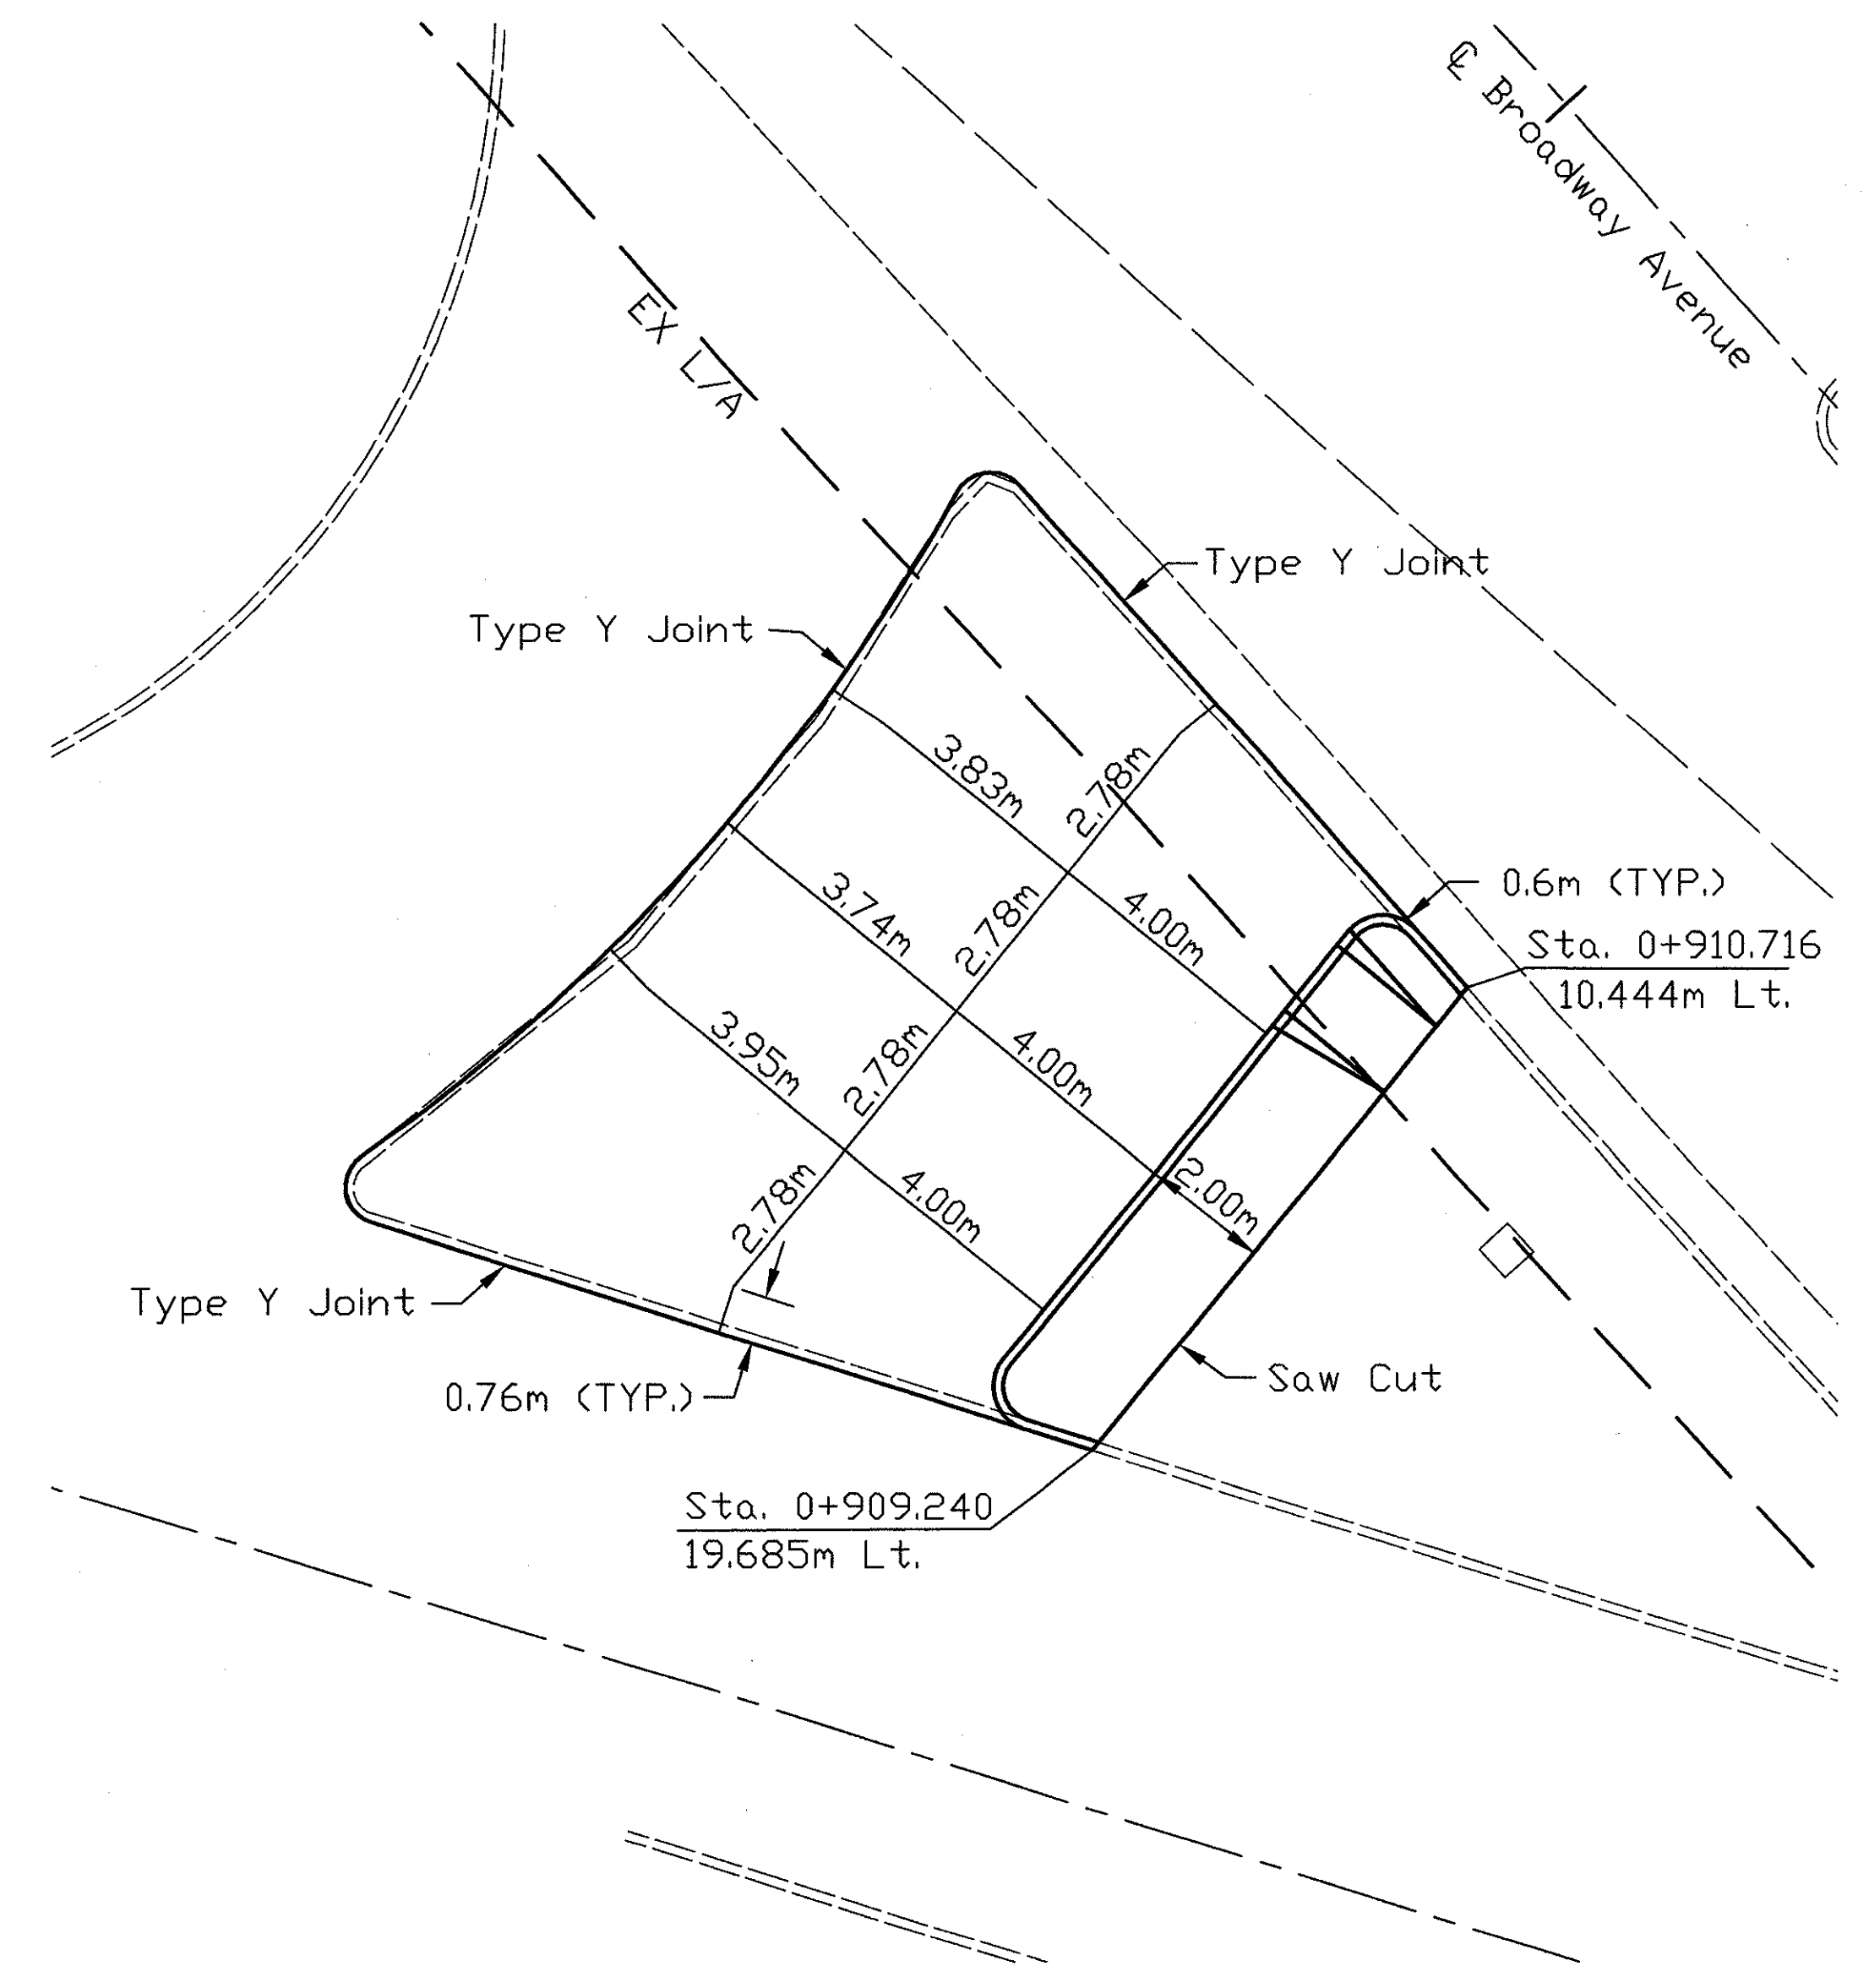 ℄ Broadway Avenue
EX L/A
Type Y Joint
Type Y Joint
3.83m
2.78m
3.74m
2.78m
4.00m
0.6m (TYP.)
Sta. 0+910.716
10.444m Lt.
3.95m
2.78m
4.00m
2.78m
4.00m
2.00m
Type Y Joint
0.76m (TYP.)
Saw Cut
Sta. 0+909.240
19.685m Lt.